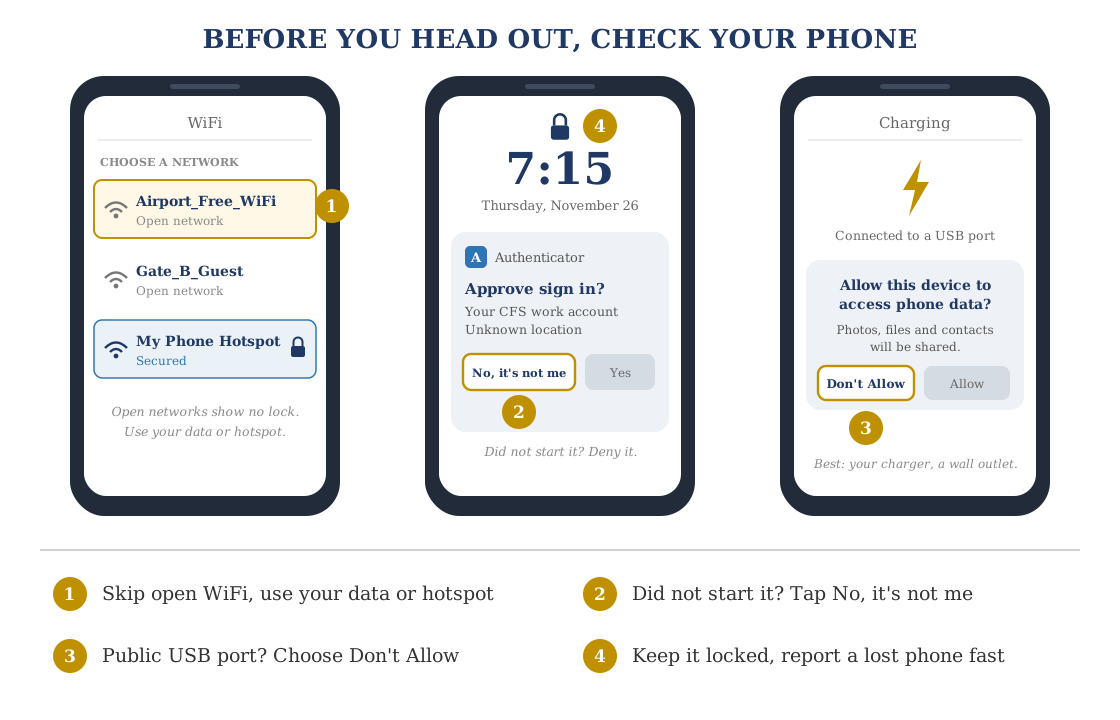 BEFORE YOU HEAD OUT, CHECK YOUR PHONE
WiFi
CHOOSE A NETWORK
Airport_Free_WiFi
Open network
1
Gate_B_Guest
Open network
My Phone Hotspot
Secured
Open networks show no lock.
Use your data or hotspot.
4
7:15
Thursday, November 26
A Authenticator
Approve sign in?
Your CFS work account
Unknown location
No, it's not me
Yes
2
Did not start it? Deny it.
Charging
Connected to a USB port
Allow this device to
access phone data?
Photos, files and contacts
will be shared.
Don't Allow
Allow
3
Best: your charger, a wall outlet.
1 Skip open WiFi, use your data or hotspot
2 Did not start it? Tap No, it's not me
3 Public USB port? Choose Don't Allow
4 Keep it locked, report a lost phone fast